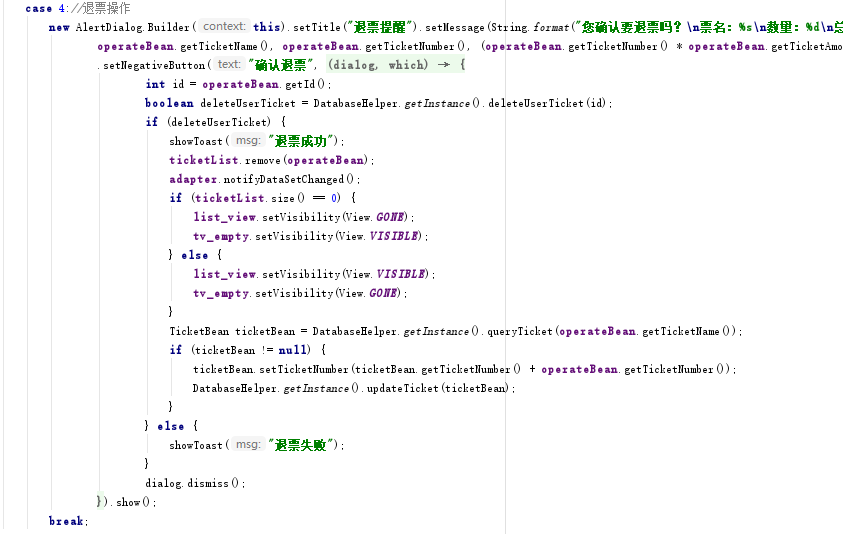 case 4://退票操作
new AlertDialog.Builder( context: this).setTitle("退票提醒").setMessage(String.format("您确认要退票吗? \n票名: %s\n数量: %d\n总
operateBean.getTicketName(), operateBean.getTicketNumber(), (operateBean.getTicketNumber() * operateBean.getTicketAmo
.setNegativeButton( text: "确认退票", (dialog, which) → {
int id = operateBean.getId();
boolean deleteUserTicket = DatabaseHelper.getInstance().deleteUserTicket(id);
if (deleteUserTicket) {
showToast( msg: "退票成功");
ticketList.remove(operateBean);
adapter.notifyDataSetChanged();
if (ticketList.size() == 0) {
list_view.setVisibility(View.GONE);
tv_empty.setVisibility(View.VISIBLE);
} else {
list_view.setVisibility(View.VISIBLE);
tv_empty.setVisibility(View.GONE);
}
TicketBean ticketBean = DatabaseHelper.getInstance().queryTicket(operateBean.getTicketName());
if (ticketBean != null) {
ticketBean.setTicketNumber(ticketBean.getTicketNumber() + operateBean.getTicketNumber());
DatabaseHelper.getInstance().updateTicket(ticketBean);
}
} else {
showToast( msg: "退票失败");
}
dialog.dismiss();
}).show();
break;